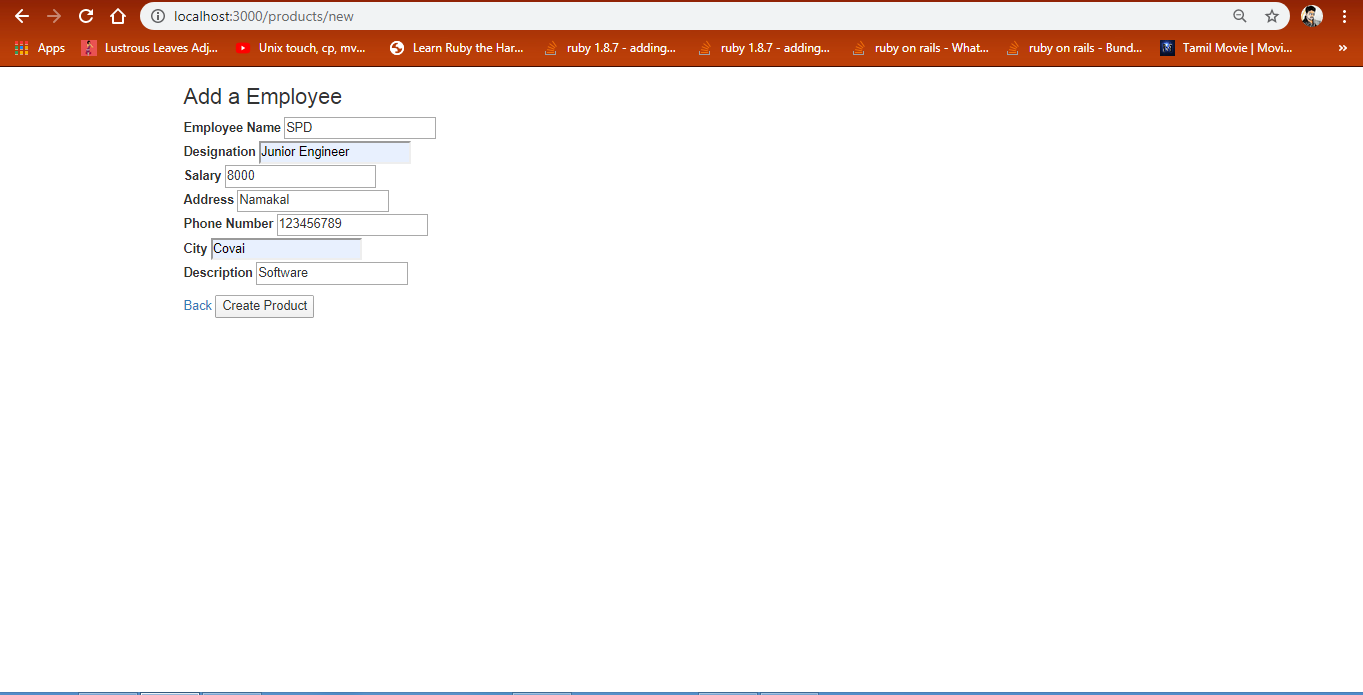 localhost:3000/products/new
Apps Lustrous Leaves Adj... Unix touch, cp, mv... Learn Ruby the Har... ruby 1.8.7 - adding... ruby 1.8.7 - adding... ruby on rails - What... ruby on rails - Bund... Tamil Movie | Movi... »
Add a Employee
Employee Name SPD
Designation Junior Engineer
Salary 8000
Address Namakal
Phone Number 123456789
City Covai
Description Software
Back Create Product